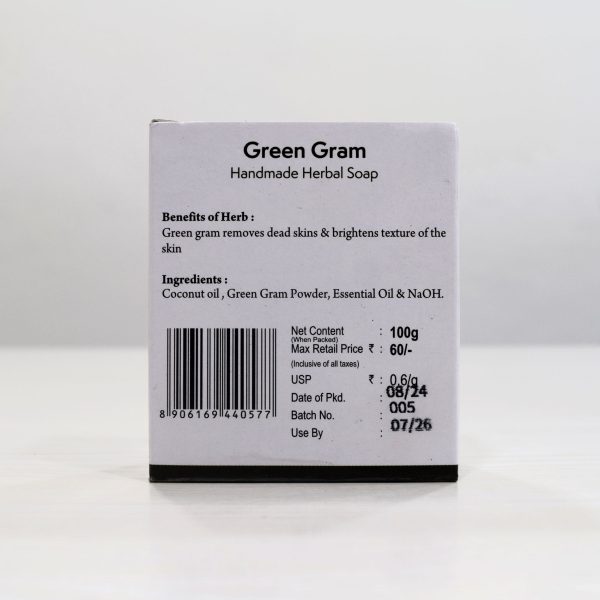 Green Gram
Handmade Herbal Soap
Benefits of Herb :
Green gram removes dead skins & brightens texture of the
skin
Ingredients :
Coconut oil , Green Gram Powder, Essential Oil & NaOH.
Net Content : 100g
(When Packed)
Max Retail Price ₹ : 60/-
(Inclusive of all taxes)
USP ₹ : 0.6/g
Date of Pkd. : 08/24
Batch No. : 005
Use By : 07/26
8 906169 440577